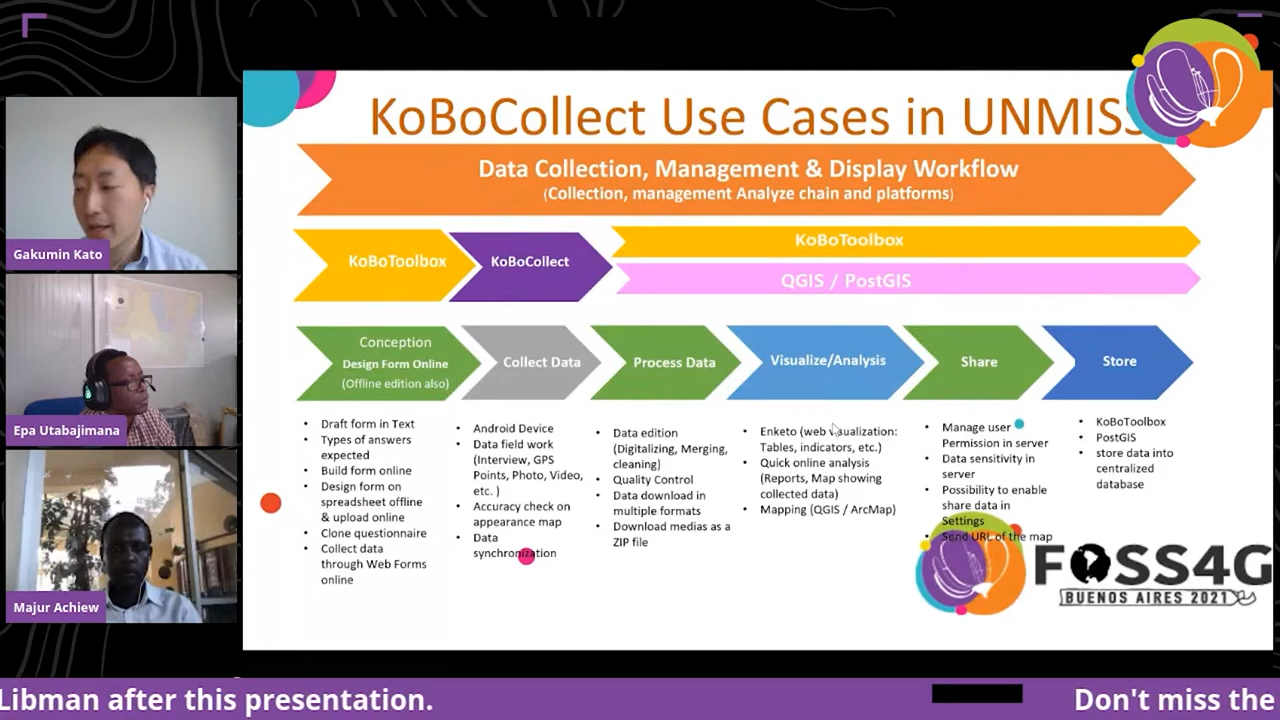 KoBoCollect Use Cases in UNMISS
Data Collection, Management & Display Workflow
(Collection, management Analyze chain and platforms)
KoBoToolbox
KoBoCollect
KoBoToolbox
QGIS / PostGIS
Conception
Design Form Online
(Offline edition also)
Collect Data
Process Data
Visualize/Analysis
Share
Store
• Draft form in Text
• Types of answers
expected
• Build form online
• Design form on
spreadsheet offline
& upload online
• Clone questionnaire
• Collect data
through Web Forms
online
• Android Device
• Data field work
(Interview, GPS
Points, Photo, Video,
etc. )
• Accuracy check on
appearance map
• Data
synchronization
• Data edition
(Digitalizing, Merging,
cleaning)
• Quality Control
• Data download in
multiple formats
• Download medias as a
ZIP file
• Enketo (web visualization:
Tables, indicators, etc.)
• Quick online analysis
(Reports, Map showing
collected data)
• Mapping (QGIS / ArcMap)
• Manage user
Permission in server
• Data sensitivity in
server
• Possibility to enable
share data in
Settings
• Send URL of the map
• KoBoToolbox
• PostGIS
• store data into
centralized
database
Gakumin Kato
Epa Utabajimana
Majur Achiew
FOSS4G
BUENOS AIRES 2021
Libman after this presentation.
Don't miss the